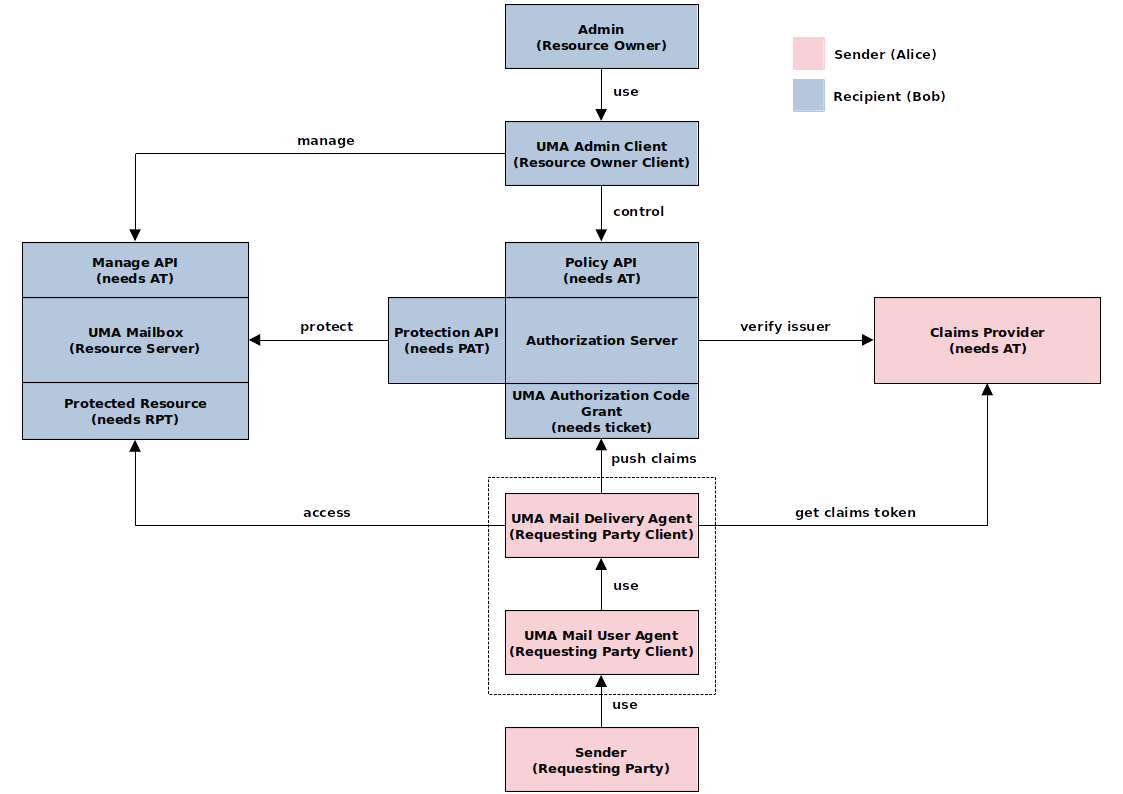 Admin
(Resource Owner)
Sender (Alice)
Recipient (Bob)
use
manage
UMA Admin Client
(Resource Owner Client)
control
Manage API
(needs AT)
Policy API
(needs AT)
UMA Mailbox
(Resource Server)
protect
Protection API
(needs PAT)
Authorization Server
verify issuer
Claims Provider
(needs AT)
Protected Resource
(needs RPT)
UMA Authorization Code
Grant
(needs ticket)
push claims
access
UMA Mail Delivery Agent
(Requesting Party Client)
get claims token
use
UMA Mail User Agent
(Requesting Party Client)
use
Sender
(Requesting Party)